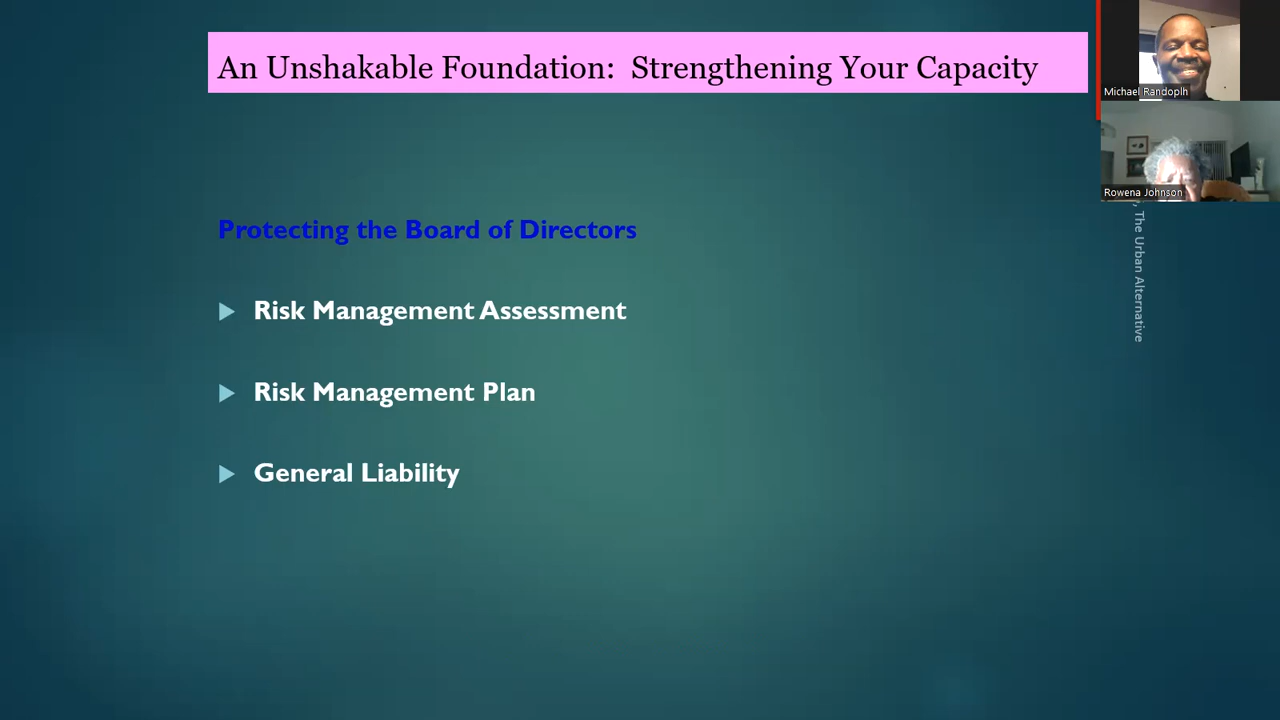 An Unshakable Foundation:  Strengthening Your Capacity
Protecting the Board of Directors
Risk Management Assessment
Risk Management Plan
General Liability
Michael Randoplh
Rowena Johnson
, The Urban Alternative